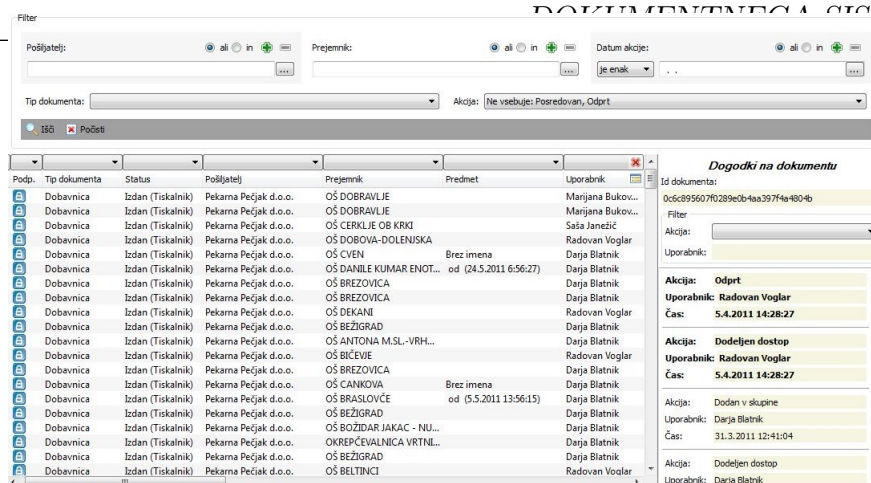 DOKUMENTNEGA SIS
Filter
Pošiljatelj: ali in Prejemnik: ali in Datum akcije: ali in
... ... je enak . . ...
Tip dokumenta: Akcija: Ne vsebuje: Posredovan, Odprt
Išči Počisti
Dogodki na dokumentu
Podp. Tip dokumenta Status Pošiljatelj Prejemnik Predmet Uporabnik
Dobavnica Izdan (Tiskalnik) Pekarna Pečjak d.o.o. OŠ DOBRAVLJE Marijana Bukov...
Dobavnica Izdan (Tiskalnik) Pekarna Pečjak d.o.o. OŠ DOBRAVLJE Marijana Bukov...
Dobavnica Izdan (Tiskalnik) Pekarna Pečjak d.o.o. OŠ CERKLJE OB KRKI Saša Janežič
Dobavnica Izdan (Tiskalnik) Pekarna Pečjak d.o.o. OŠ DOBOVA-DOLENJSKA Radovan Voglar
Dobavnica Izdan (Tiskalnik) Pekarna Pečjak d.o.o. OŠ CVEN Brez imena Darja Blatnik
Dobavnica Izdan (Tiskalnik) Pekarna Pečjak d.o.o. OŠ DANILE KUMAR ENOT... od (24.5.2011 6:56:27) Darja Blatnik
Dobavnica Izdan (Tiskalnik) Pekarna Pečjak d.o.o. OŠ BREZOVICA Darja Blatnik
Dobavnica Izdan (Tiskalnik) Pekarna Pečjak d.o.o. OŠ BREZOVICA Darja Blatnik
Dobavnica Izdan (Tiskalnik) Pekarna Pečjak d.o.o. OŠ DEKANI Radovan Voglar
Dobavnica Izdan (Tiskalnik) Pekarna Pečjak d.o.o. OŠ BEŽIGRAD Darja Blatnik
Dobavnica Izdan (Tiskalnik) Pekarna Pečjak d.o.o. OŠ ANTONA M.SL.-VRH... Darja Blatnik
Dobavnica Izdan (Tiskalnik) Pekarna Pečjak d.o.o. OŠ BIČEVJE Radovan Voglar
Dobavnica Izdan (Tiskalnik) Pekarna Pečjak d.o.o. OŠ BREZOVICA Darja Blatnik
Dobavnica Izdan (Tiskalnik) Pekarna Pečjak d.o.o. OŠ CANKOVA Brez imena Darja Blatnik
Dobavnica Izdan (Tiskalnik) Pekarna Pečjak d.o.o. OŠ BRASLOVČE od (5.5.2011 13:56:15) Darja Blatnik
Dobavnica Izdan (Tiskalnik) Pekarna Pečjak d.o.o. OŠ BEŽIGRAD Darja Blatnik
Dobavnica Izdan (Tiskalnik) Pekarna Pečjak d.o.o. OŠ BOŽIDAR JAKAC - NU... Darja Blatnik
Dobavnica Izdan (Tiskalnik) Pekarna Pečjak d.o.o. OKREPČEVALNICA VRTNI... Darja Blatnik
Dobavnica Izdan (Tiskalnik) Pekarna Pečjak d.o.o. OŠ BEŽIGRAD Darja Blatnik
Dobavnica Izdan (Tiskalnik) Pekarna Pečjak d.o.o. OŠ BELTINCI Radovan Voglar
Id dokumenta:
0c6c895607f0289e0b4aa397f4a4804b
Filter
Akcija:
Uporabnik:
Akcija: Odprt
Uporabnik: Radovan Voglar
Čas: 5.4.2011 14:28:27
Akcija: Dodeljen dostop
Uporabnik: Radovan Voglar
Čas: 5.4.2011 14:28:27
Akcija: Dodan v skupine
Uporabnik: Darja Blatnik
Čas: 31.3.2011 12:41:04
Akcija: Dodeljen dostop
Uporabnik: Darja Blatnik